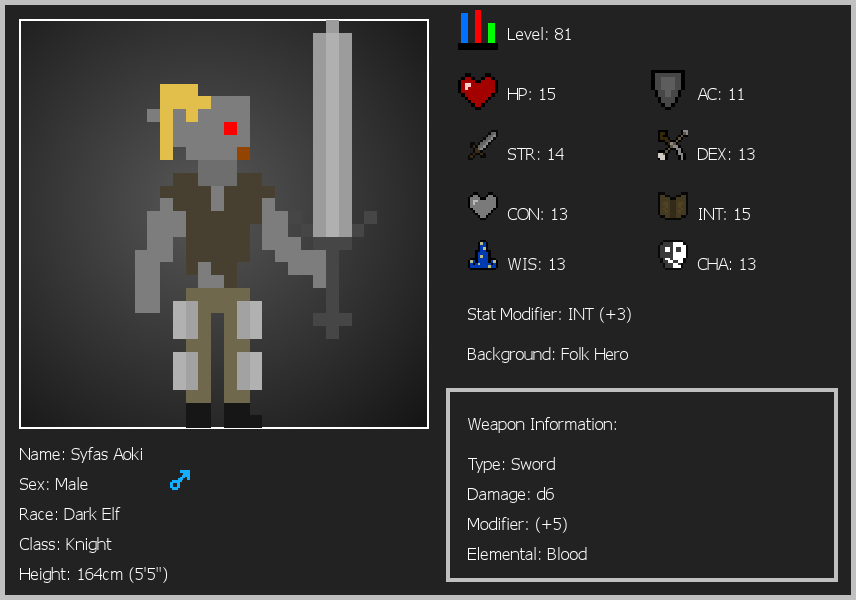 Level: 81
HP: 15
AC: 11
STR: 14
DEX: 13
CON: 13
INT: 15
WIS: 13
CHA: 13
Stat Modifier: INT (+3)
Background: Folk Hero
Weapon Information:
Type: Sword
Damage: d6
Modifier: (+5)
Elemental: Blood
Name: Syfas Aoki
Sex: Male
Race: Dark Elf
Class: Knight
Height: 164cm (5'5")